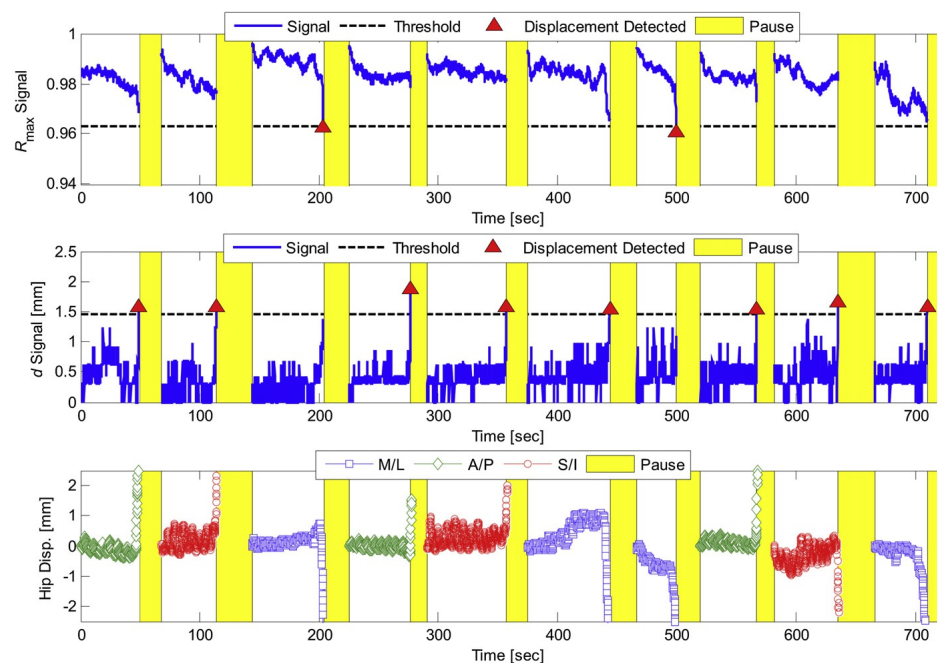 Signal Threshold Displacement Detected Pause
1
0.98
0.96
0.94
Rmax Signal
0 100 200 300 400 500 600 700
Time [sec]
Signal Threshold Displacement Detected Pause
2.5
2
1.5
1
0.5
0
d Signal [mm]
0 100 200 300 400 500 600 700
Time [sec]
M/L A/P S/I Pause
2
1
0
-1
-2
Hip Disp. [mm]
0 100 200 300 400 500 600 700
Time [sec]